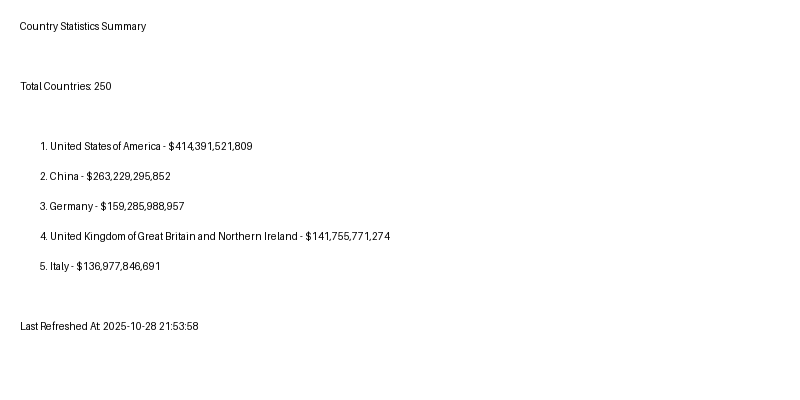 Country Statistics Summary
Total Countries: 250
1. United States of America - $414,391,521,809
2. China - $263,229,295,852
3. Germany - $159,285,988,957
4. United Kingdom of Great Britain and Northern Ireland - $141,755,771,274
5. Italy - $136,977,846,691
Last Refreshed At: 2025-10-28 21:53:58